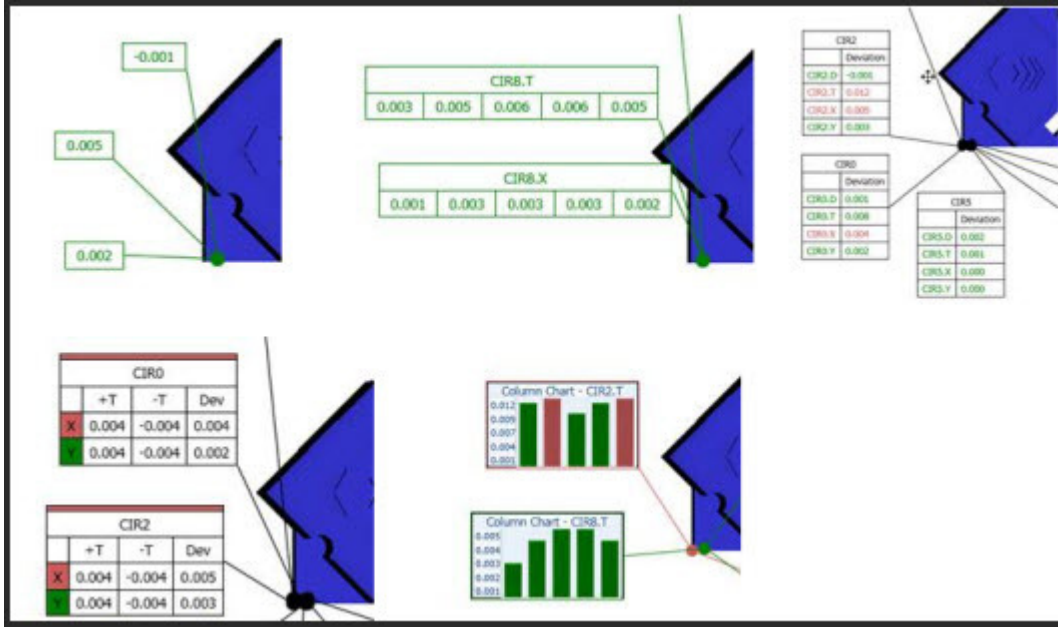 -0.001
0.005
0.002
CIR8.T
0.003 0.005 0.006 0.006 0.005
CIR8.X
0.001 0.003 0.003 0.003 0.002
CIR2
Deviation
CIR2.D -0.001
CIR2.T 0.012
CIR2.X 0.005
CIR2.Y 0.003
CIR0
Deviation
CIR0.D 0.001
CIR0.T 0.008
CIR0.X 0.004
CIR0.Y 0.002
CIR5
Deviation
CIR5.D 0.002
CIR5.T 0.001
CIR5.X 0.000
CIR5.Y 0.000
CIR0
+T -T Dev
X 0.004 -0.004 0.004
Y 0.004 -0.004 0.002
CIR2
+T -T Dev
X 0.004 -0.004 0.005
Y 0.004 -0.004 0.003
Column Chart - CIR2.T
0.012
0.009
0.007
0.004
0.001
Column Chart - CIR8.T
0.005
0.004
0.003
0.002
0.001